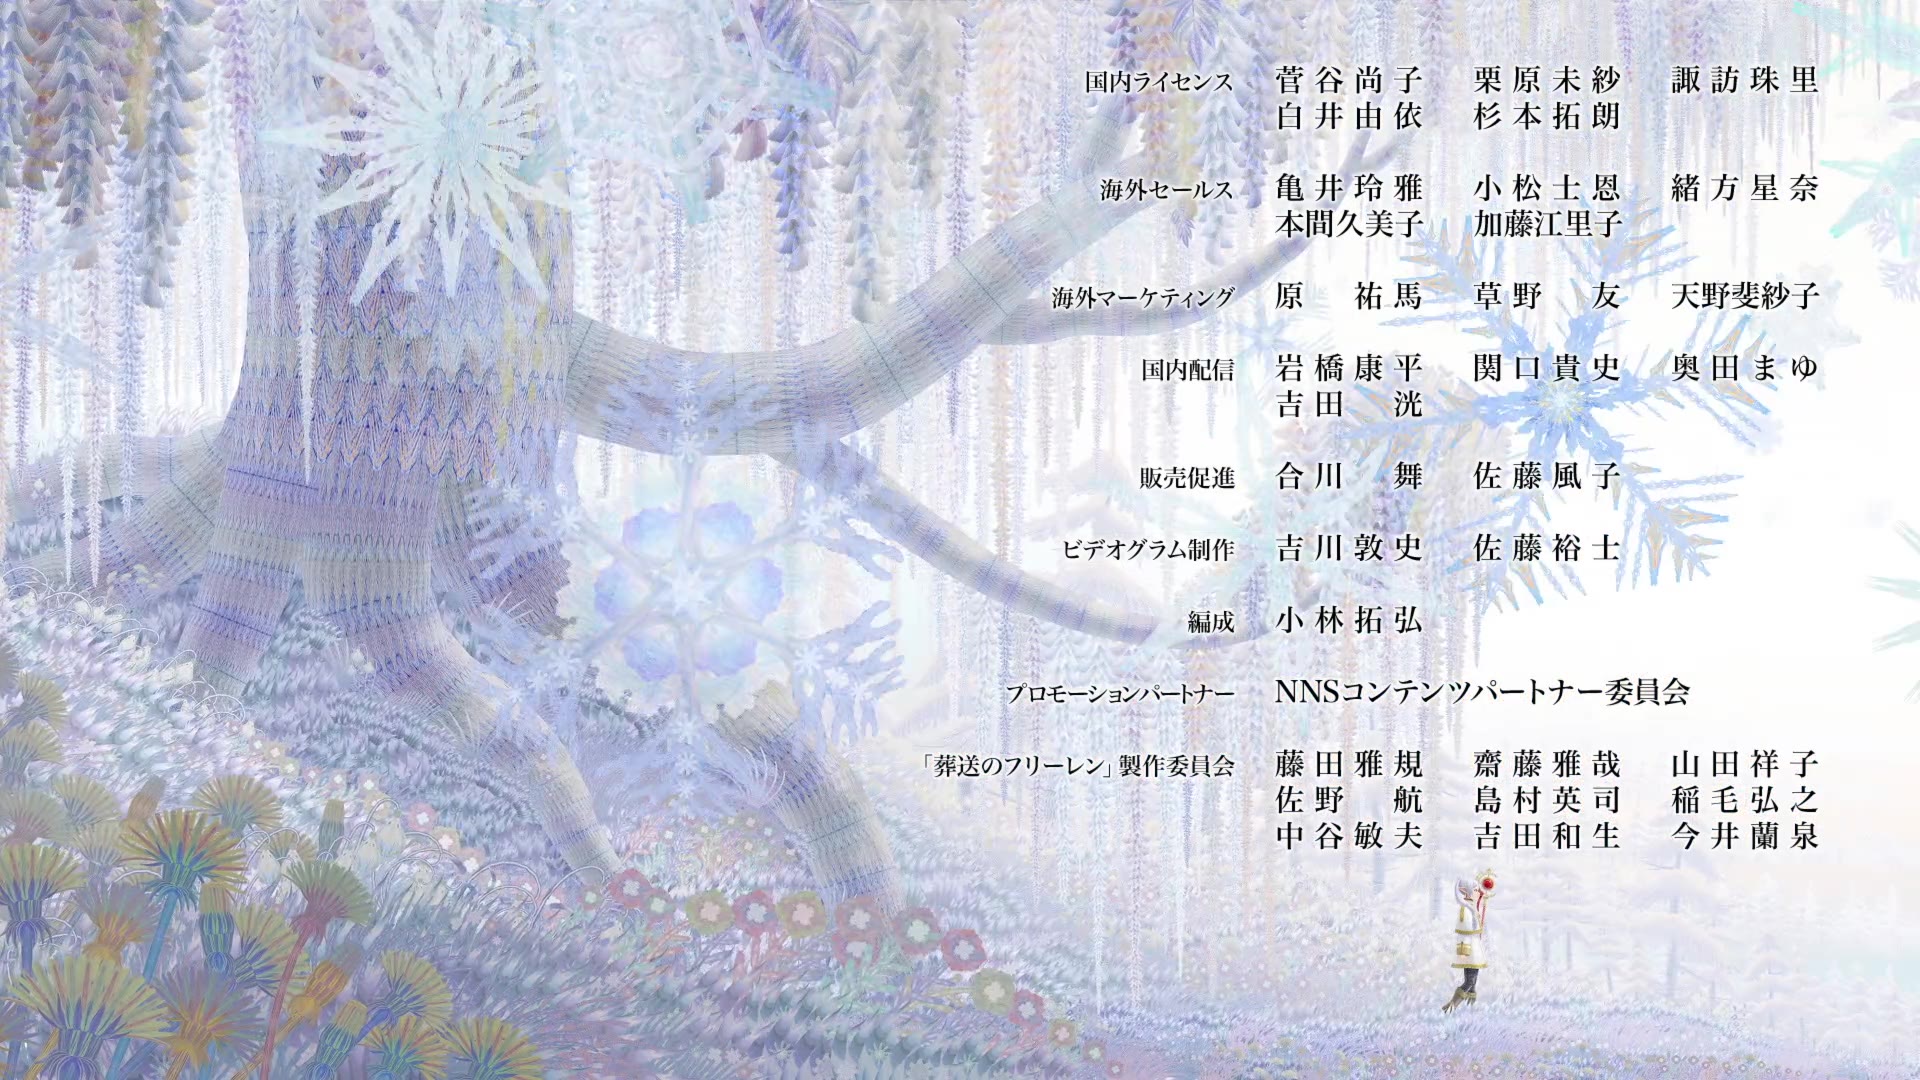 国内ライセンス 菅谷尚子 栗原未紗 諏訪珠里
白井由依 杉本拓朗
海外セールス 亀井玲雅 小松士恩 緒方星奈
本間久美子 加藤江里子
海外マーケティング 原祐馬 草野友 天野斐紗子
国内配信 岩橋康平 関口貴史 奥田まゆ
吉田洸
販売促進 合川舞 佐藤風子
ビデオグラム制作 吉川敦史 佐藤裕士
編成 小林拓弘
プロモーションパートナー NNSコンテンツパートナー委員会
「葬送のフリーレン」製作委員会 藤田雅規 齋藤雅哉 山田祥子
佐野航 島村英司 稲毛弘之
中谷敏夫 吉田和生 今井蘭泉